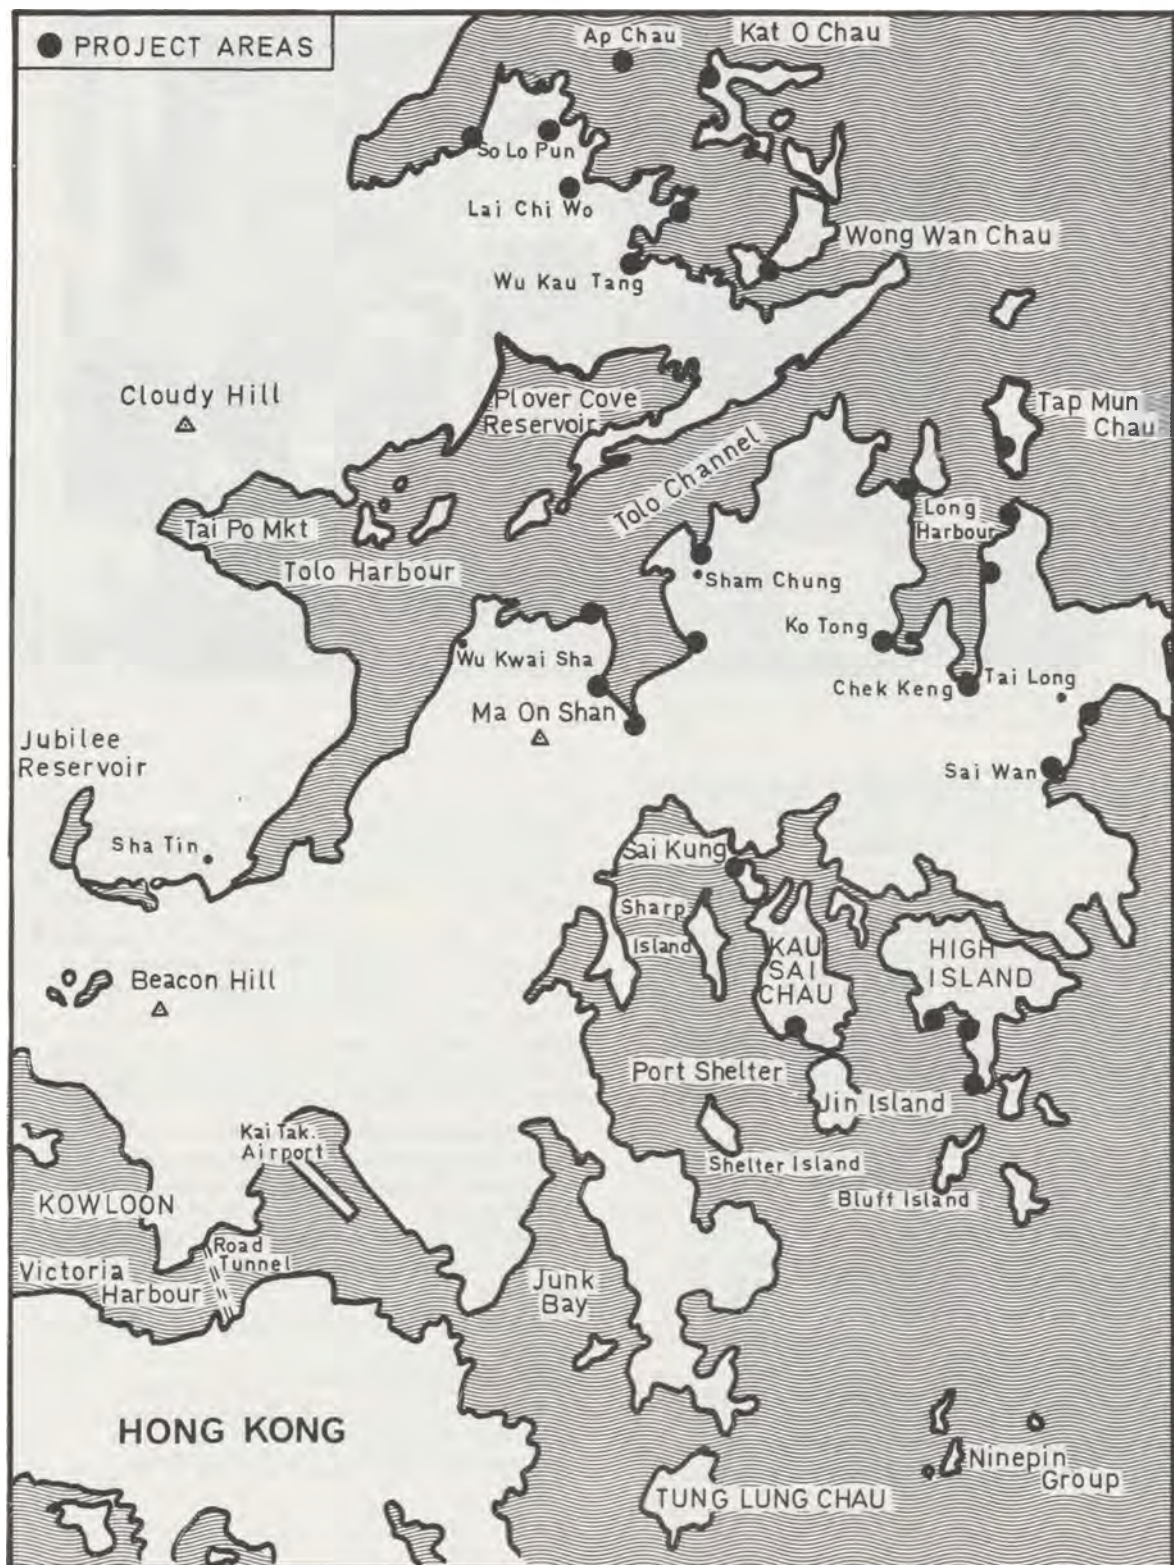 PROJECT AREAS
Ap Chau
Kat O Chau
So Lo Pun
Lai Chi Wo
Wong Wan Chau
Wu Kau Tang
Cloudy Hill
Plover Cove
Reservoir
Tap Mun
Chau
Tolo Channel
Long
Harbour
Tai Po Mkt
Tolo Harbour
Sham Chung
Ko Tong
Wu Kwai Sha
Chek Keng
Tai Long
Ma On Shan
Jubilee
Reservoir
Sai Wan
Sha Tin
Sai Kung
Sharp
Island
KAU
SAI
CHAU
HIGH
ISLAND
Beacon Hill
Port Shelter
Jin Island
Kai Tak.
Airport
Shelter Island
Bluff Island
KOWLOON
Road
Tunnel
Victoria
Harbour
Junk
Bay
HONG KONG
Ninepin
Group
TUNG LUNG CHAU